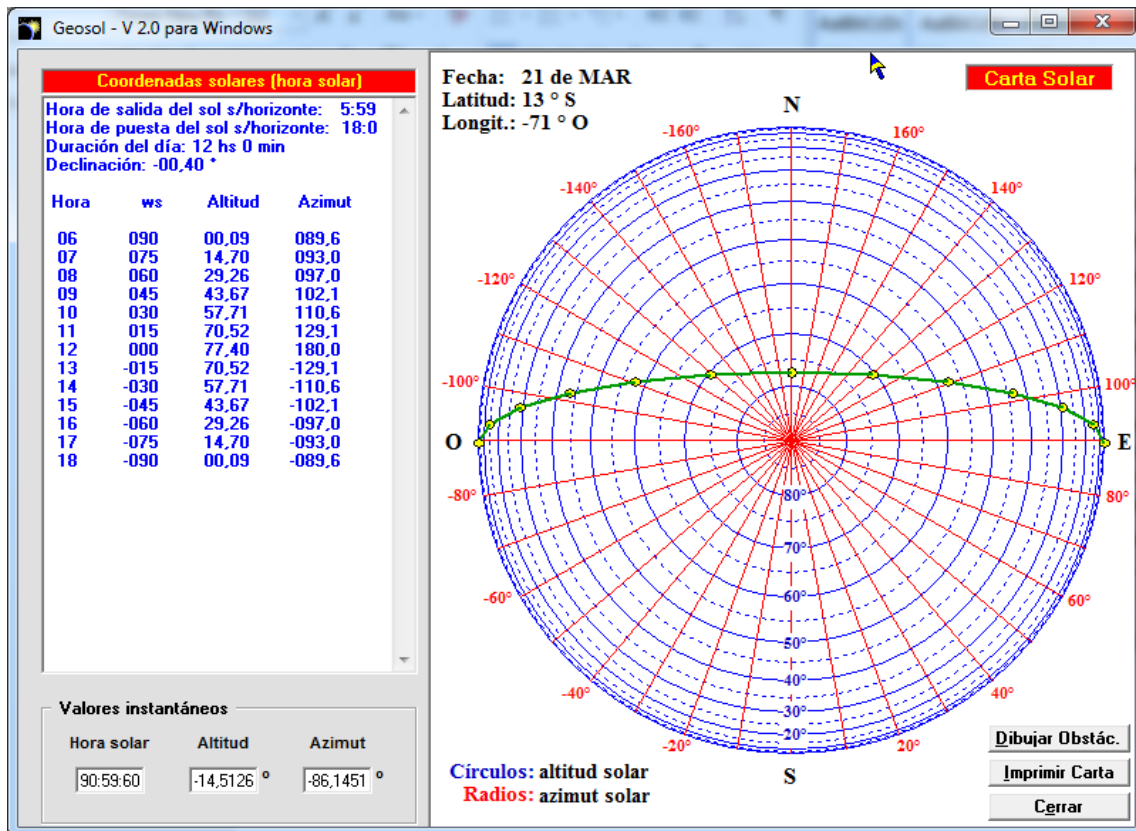 Geosol - V 2.0 para Windows
Coordenadas solares (hora solar)
Hora de salida del sol s/horizonte: 5:59
Hora de puesta del sol s/horizonte: 18:0
Duración del día: 12 hs 0 min
Declinación: -00,40 °
Hora ws Altitud Azimut
06 090 00,09 089,6
07 075 14,70 093,0
08 060 29,26 097,0
09 045 43,67 102,1
10 030 57,71 110,6
11 015 70,52 129,1
12 000 77,40 180,0
13 -015 70,52 -129,1
14 -030 57,71 -110,6
15 -045 43,67 -102,1
16 -060 29,26 -097,0
17 -075 14,70 -093,0
18 -090 00,09 -089,6
Valores instantáneos
Hora solar Altitud Azimut
90:59:60 -14,5126 º -86,1451 º
Fecha: 21 de MAR
Latitud: 13 ° S
Longit.: -71 ° O
Carta Solar
N
-160° 160°
-140° 140°
-120° 120°
-100° 100°
O E
-80° 80°
-60° 60°
-40° 40°
-20° 20°
S
80°
70°
60°
50°
40°
30°
20°
Círculos: altitud solar
Radios: azimut solar
Dibujar Obstác.
Imprimir Carta
Cerrar